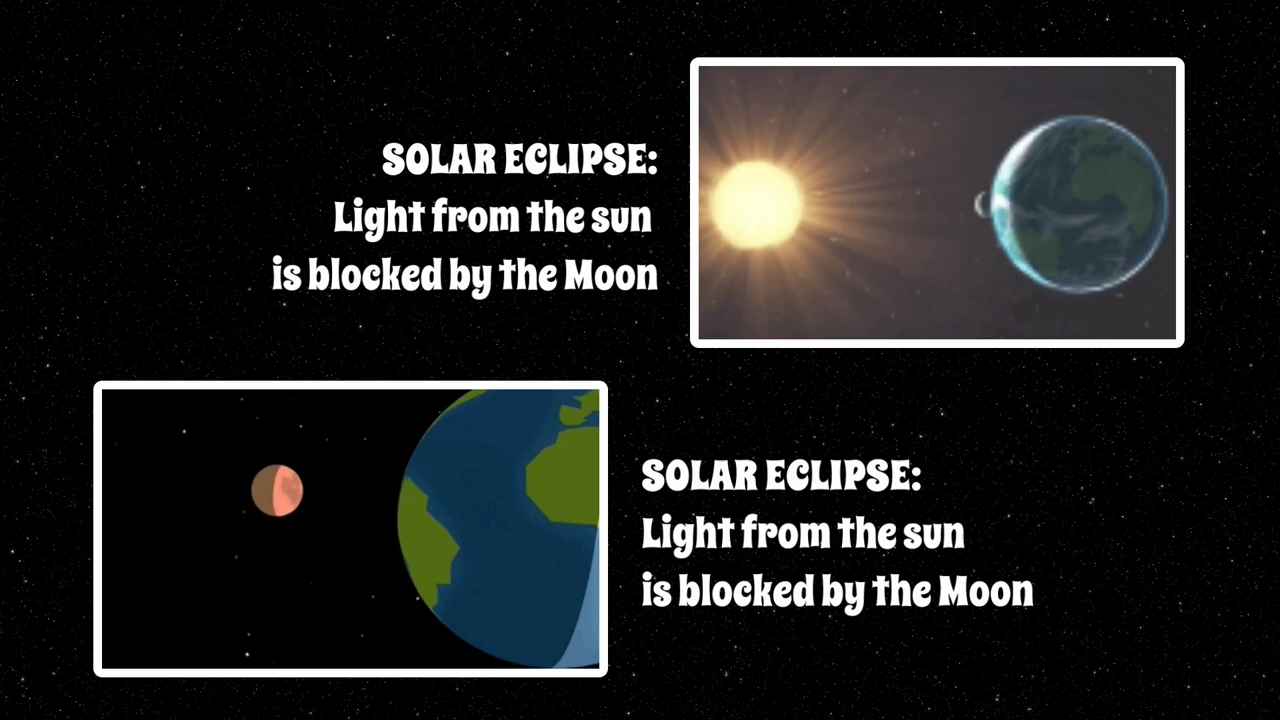 SOLAR ECLIPSE:
Light from the sun
is blocked by the Moon
SOLAR ECLIPSE:
Light from the sun
is blocked by the Moon